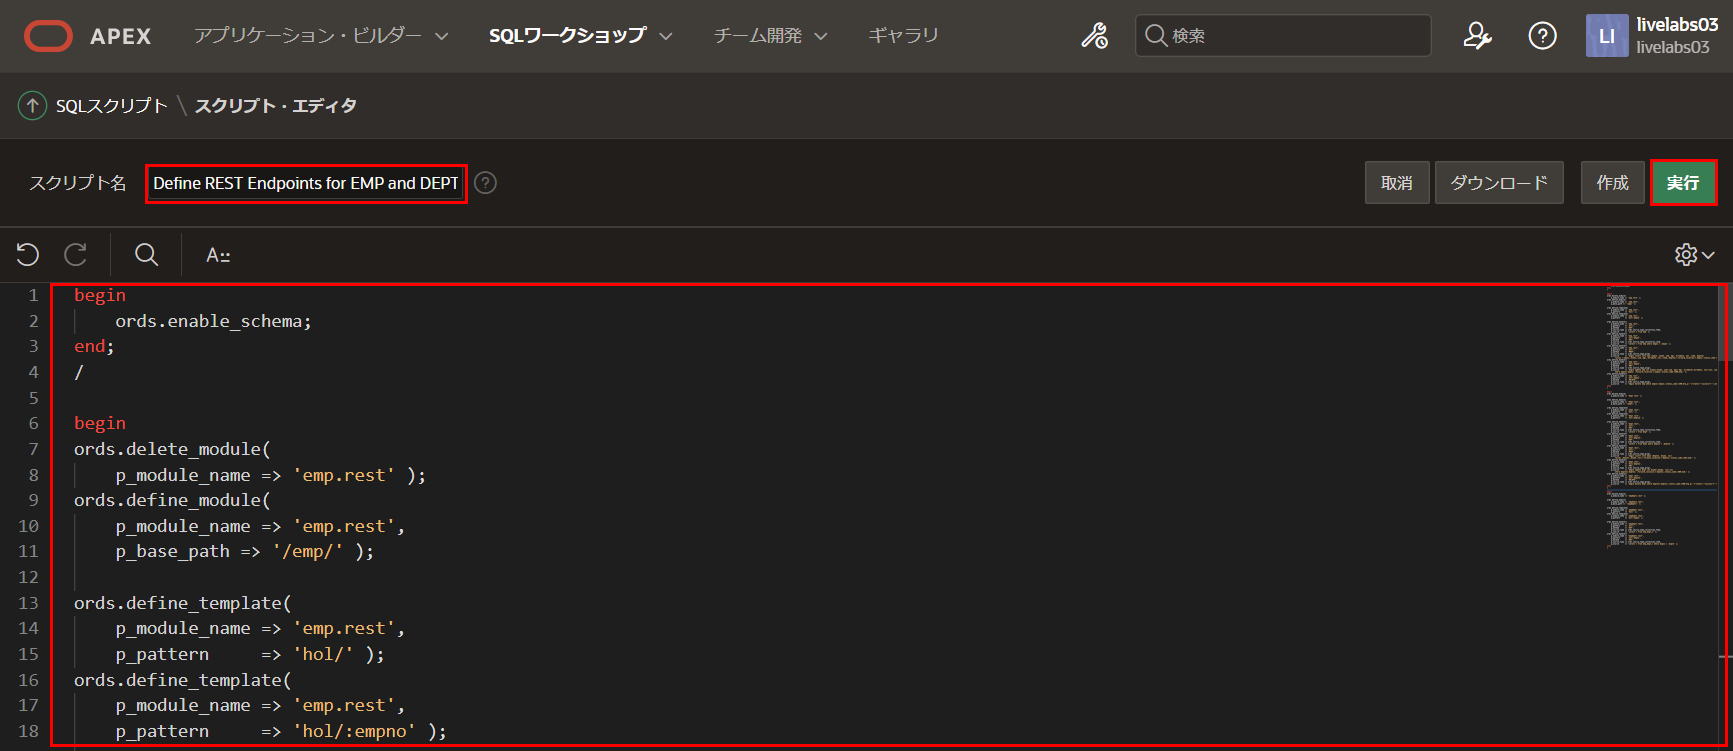 APEX アプリケーション・ビルダー SQLワークショップ チーム開発 ギャラリ 検索 LI livelabs03
livelabs03
SQLスクリプト \ スクリプト・エディタ
スクリプト名 Define REST Endpoints for EMP and DEPT 取消 ダウンロード 作成 実行
A
1 begin
2 ords.enable_schema;
3 end;
4 /
5
6 begin
7 ords.delete_module(
8 p_module_name => 'emp.rest' );
9 ords.define_module(
10 p_module_name => 'emp.rest',
11 p_base_path => '/emp/' );
12
13 ords.define_template(
14 p_module_name => 'emp.rest',
15 p_pattern     => 'hol/' );
16 ords.define_template(
17 p_module_name => 'emp.rest',
18 p_pattern     => 'hol/:empno' );